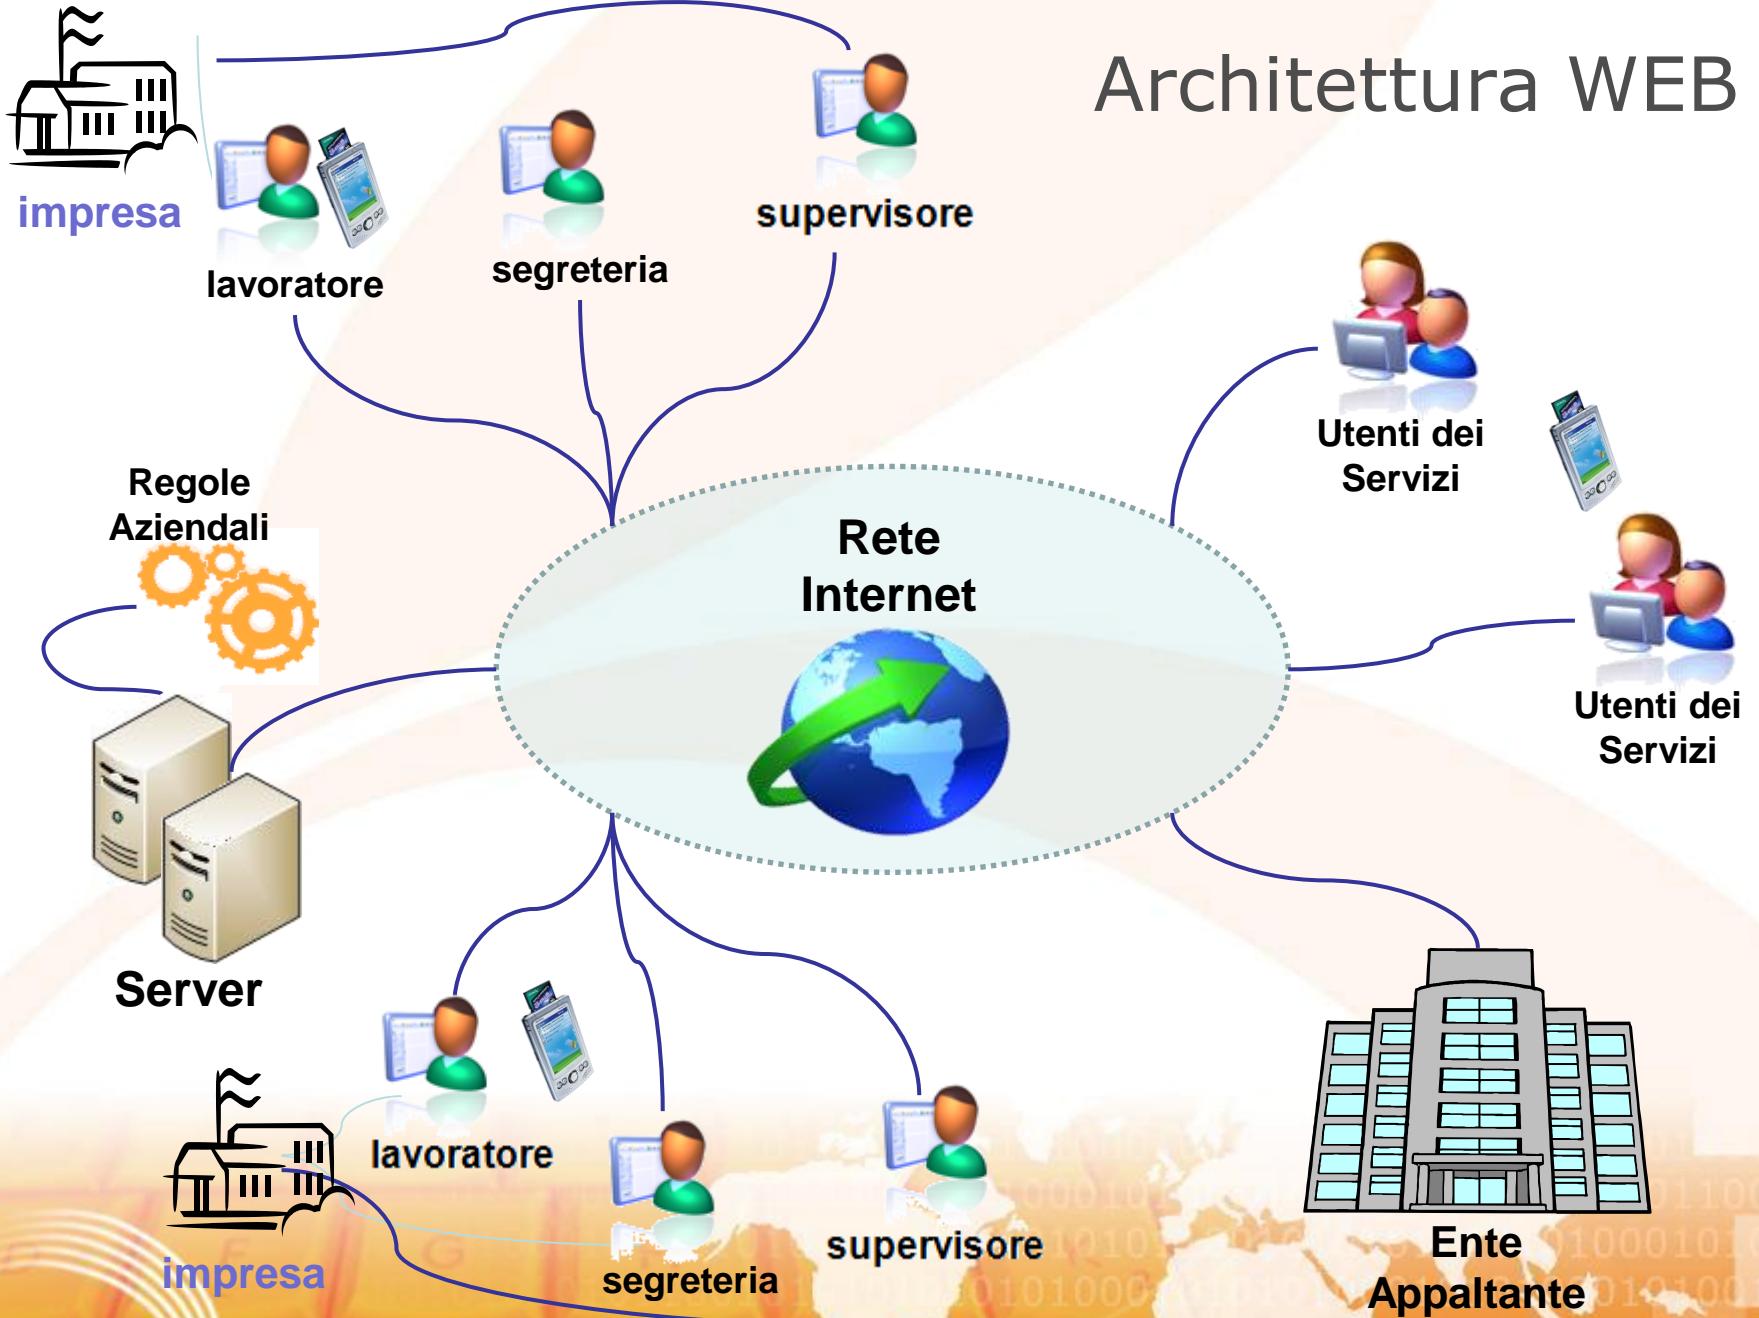 Architettura WEB
impresa
lavoratore
segreteria
supervisore
Utenti dei
Servizi
Regole
Aziendali
Rete
Internet
Utenti dei
Servizi
Server
lavoratore
impresa
segreteria
supervisore
Ente
Appaltante